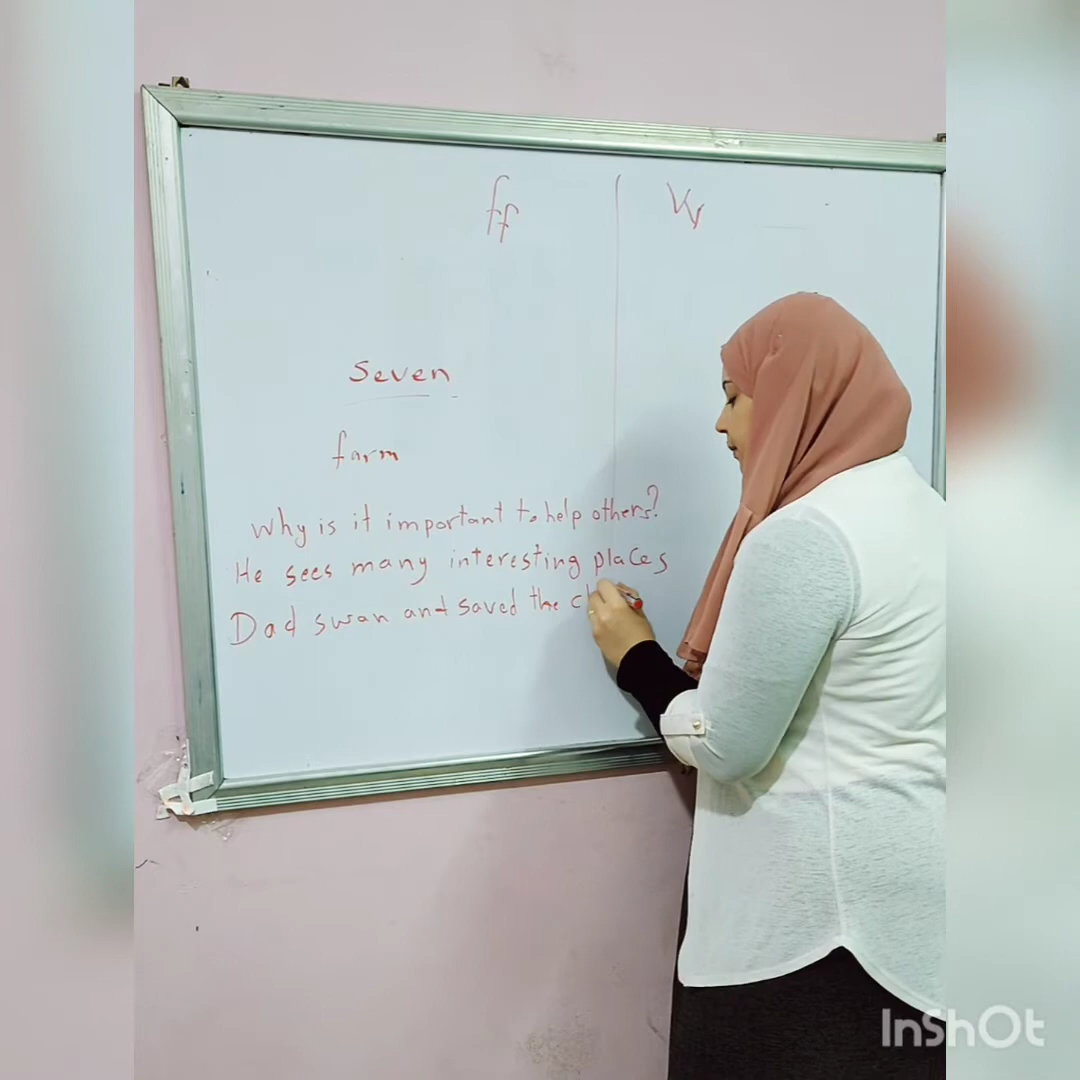 ff Vv
seven
farm
Why is it important to help others?
He sees many interesting places
Dad swan and saved the
InShOt